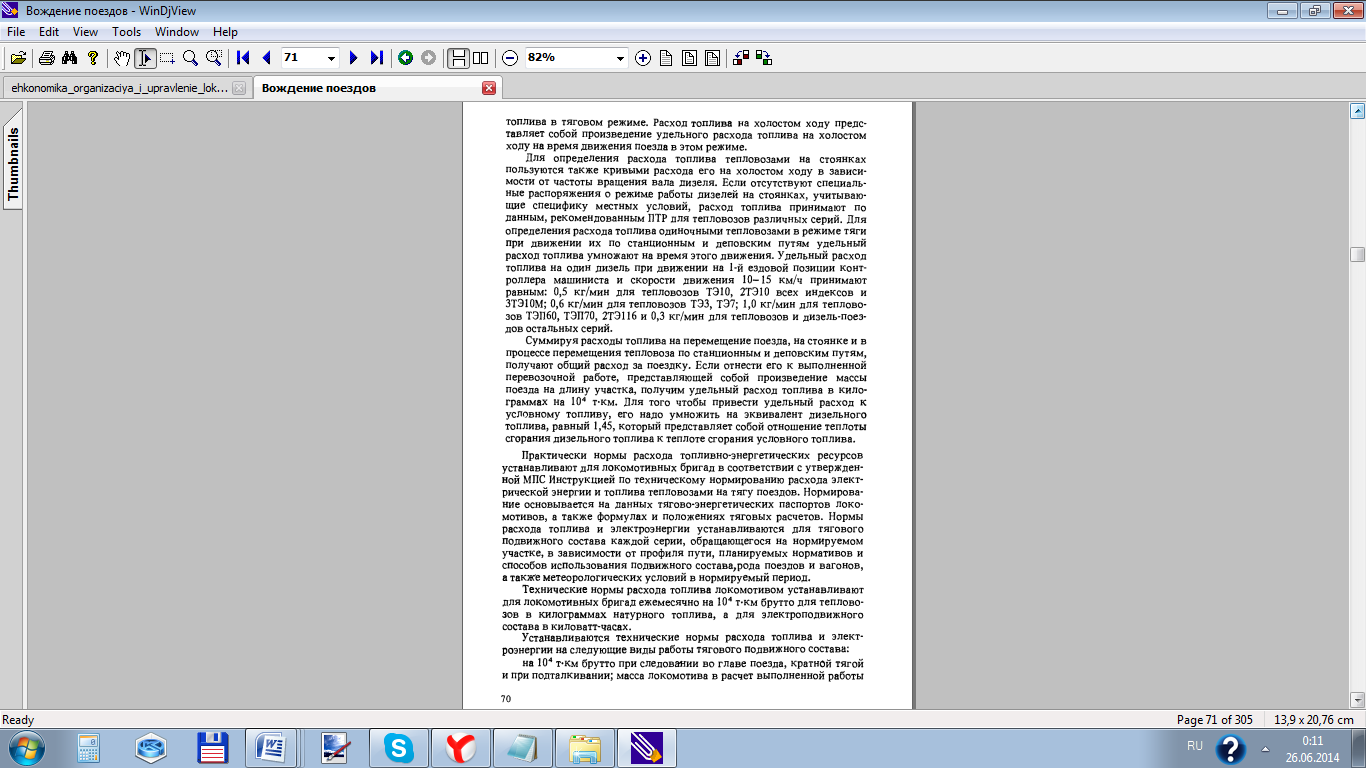 Вождение поездов - WinDjView
File Edit View Tools Window Help
71 82%
ehkonomika_organizaciya_i_upravlenie_lok... Вождение поездов
Thumbnails
топлива в тяговом режиме. Расход топлива на холостом ходу предс-
тавляет собой произведение удельного расхода топлива на холостом
ходу на время движения поезда в этом режиме.
Для определения расхода топлива тепловозами на стоянках
пользуются также кривыми расхода его на холостом ходу в зависи-
мости от частоты вращения вала дизеля. Если отсутствуют специаль-
ные распоряжения о режиме работы дизелей на стоянках, учитываю-
щие специфику местных условий, расход топлива принимают по
данным, рекомендованным ПТР для тепловозов различных серий. Для
определения расхода топлива одиночными тепловозами в режиме тяги
при движении их по станционным и деповским путям удельный
расход топлива умножают на время этого движения. Удельный расход
топлива на один дизель при движении на 1-й ездовой позиции конт-
роллера машиниста и скорости движения 10–15 км/ч принимают
равным: 0,5 кг/мин для тепловозов ТЭ10, 2ТЭ10 всех индексов и
3ТЭ10М; 0,6 кг/мин для тепловозов ТЭ3, ТЭ7; 1,0 кг/мин для теплово-
зов ТЭП60, ТЭП70, 2ТЭ116 и 0,3 кг/мин для тепловозов и дизель-поез-
дов остальных серий.
Суммируя расходы топлива на перемещение поезда, на стоянке и в
процессе перемещения тепловоза по станционным и деповским путям,
получают общий расход за поездку. Если отнести его к выполненной
перевозочной работе, представляющей собой произведение массы
поезда на длину участка, получим удельный расход топлива в кило-
граммах на 10⁴ т·км. Для того чтобы привести удельный расход к
условному топливу, его надо умножить на эквивалент дизельного
топлива, равный 1,45, который представляет собой отношение теплоты
сгорания дизельного топлива к теплоте сгорания условного топлива.
Практически нормы расхода топливно-энергетических ресурсов
устанавливают для локомотивных бригад в соответствии с утвержден-
ной МПС Инструкцией по техническому нормированию расхода элект-
рической энергии и топлива тепловозами на тягу поездов. Нормирова-
ние основывается на данных тягово-энергетических паспортов локо-
мотивов, а также формулах и положениях тяговых расчетов. Нормы
расхода топлива и электроэнергии устанавливаются для тягового
подвижного состава каждой серии, обращающегося на нормируемом
участке, в зависимости от профиля пути, планируемых нормативов и
способов использования подвижного состава,рода поездов и вагонов,
а также метеорологических условий в нормируемый период.
Технические нормы расхода топлива локомотивом устанавливают
для локомотивных бригад ежемесячно на 10⁴ т·км брутто для теплово-
зов в килограммах натурного топлива, а для электроподвижного
состава в киловатт-часах.
Устанавливаются технические нормы расхода топлива и элект-
роэнергии на следующие виды работы тягового подвижного состава:
на 10⁴ т·км брутто при следовании во главе поезда, кратной тягой
и при подталкивании; масса локомотива в расчет выполненной работы
70
Ready Page 71 of 305 13,9 x 20,76 cm
RU 0:11
26.06.2014